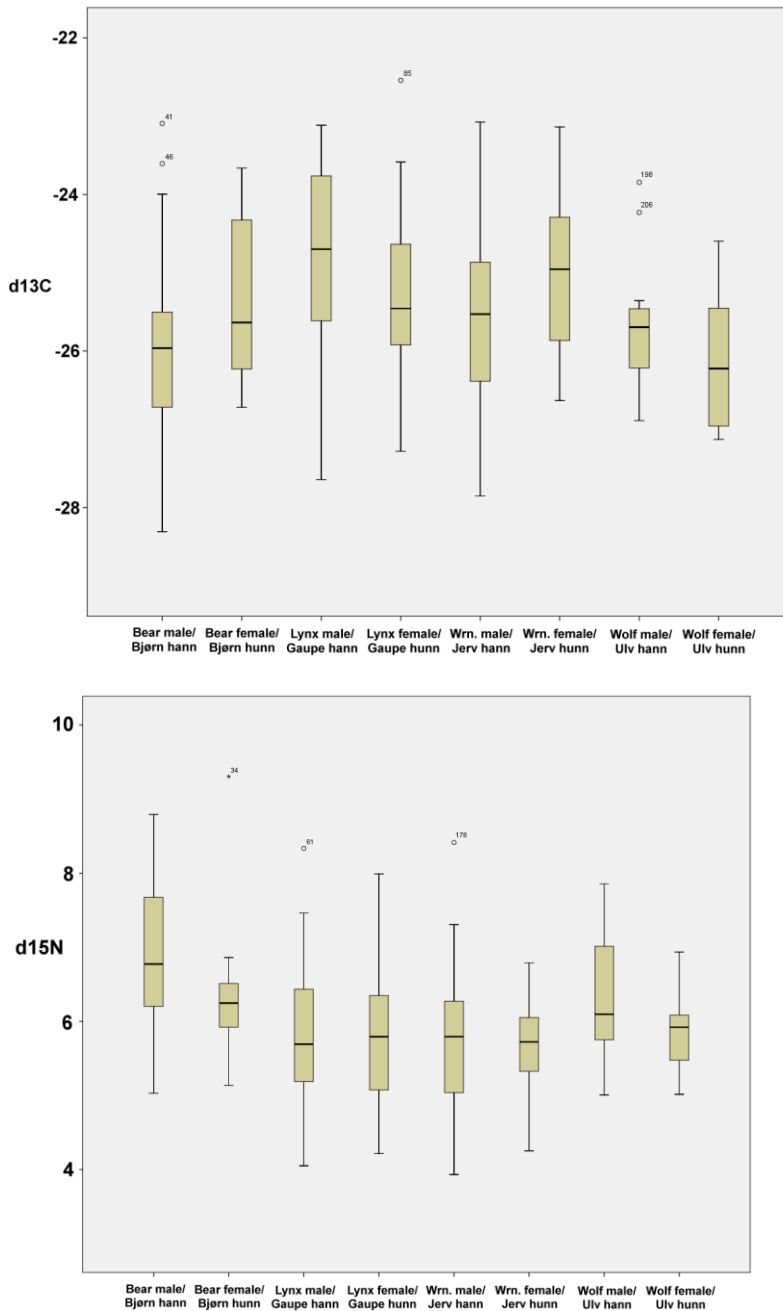 -22
85
41
46
-24
198
206
d13C
-26
-28
Bear male/ Bear female/ Lynx male/ Lynx female/ Wrn. male/ Wrn. female/ Wolf male/ Wolf female/
Bjørn hann Bjørn hunn Gaupe hann Gaupe hunn Jerv hann Jerv hunn Ulv hann Ulv hunn
10
34
61
178
8
d15N
6
4
Bear male/ Bear female/ Lynx male/ Lynx female/ Wrn. male/ Wrn. female/ Wolf male/ Wolf female/
Bjørn hann Bjørn hunn Gaupe hann Gaupe hunn Jerv hann Jerv hunn Ulv hann Ulv hunn